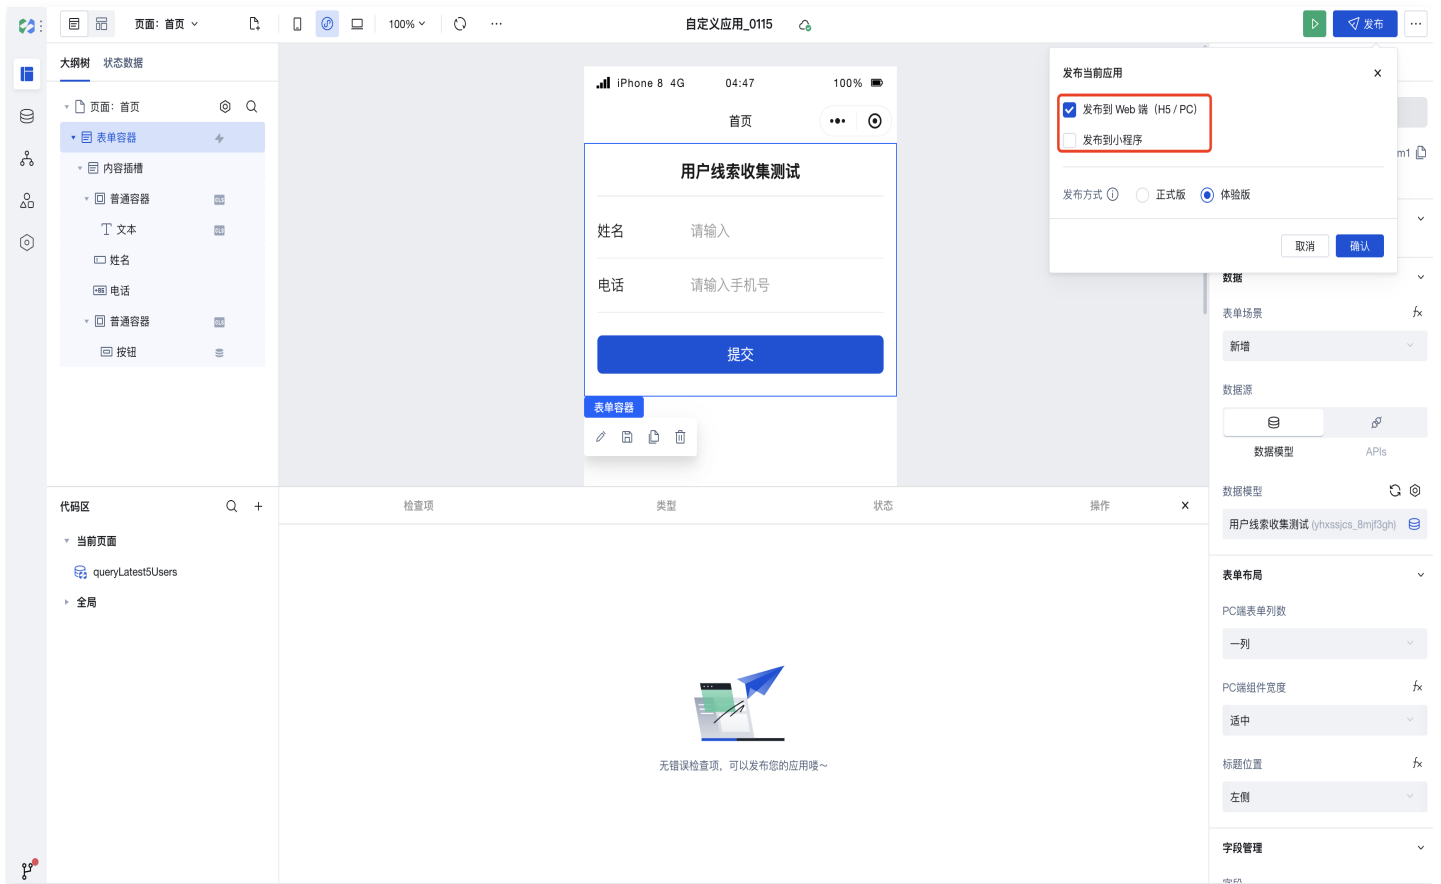 页面：首页
100%
自定义应用_0115
发布
大纲树
状态数据
页面：首页
表单容器
内容插槽
普通容器
文本
姓名
电话
普通容器
按钮
iPhone 8 4G
04:47
100%
首页
用户线索收集测试
姓名
请输入
电话
请输入手机号
提交
表单容器
发布当前应用
发布到 Web 端（H5 / PC）
发布到小程序
发布方式
正式版
体验版
取消
确认
m1
数据
表单场景
fx
新增
数据源
数据模型
APIs
数据模型
用户线索收集测试 (yhxssjcs_8mjf3gh)
表单布局
PC端表单列数
一列
PC端组件宽度
fx
适中
标题位置
fx
左侧
字段管理
字段
代码区
当前页面
queryLatest5Users
全局
检查项
类型
状态
操作
无错误检查项，可以发布您的应用喽～